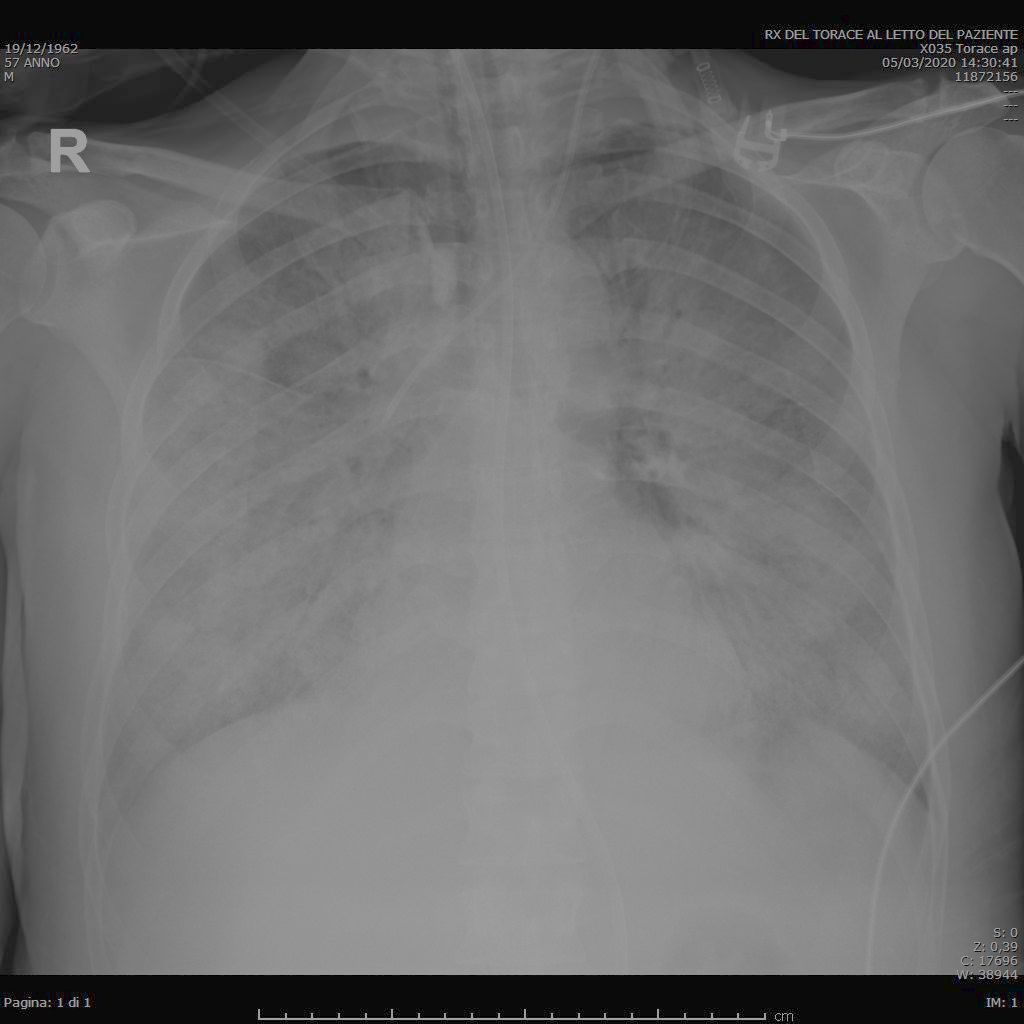 19/12/1962
57 ANNO
M
RX DEL TORACE AL LETTO DEL PAZIENTE
X035 Torace ap
05/03/2020 14:30:41
11872156
---
---
---
R
S: 0
Z: 0,39
C: 17696
W: 38944
Pagina: 1 di 1
cm
IM: 1